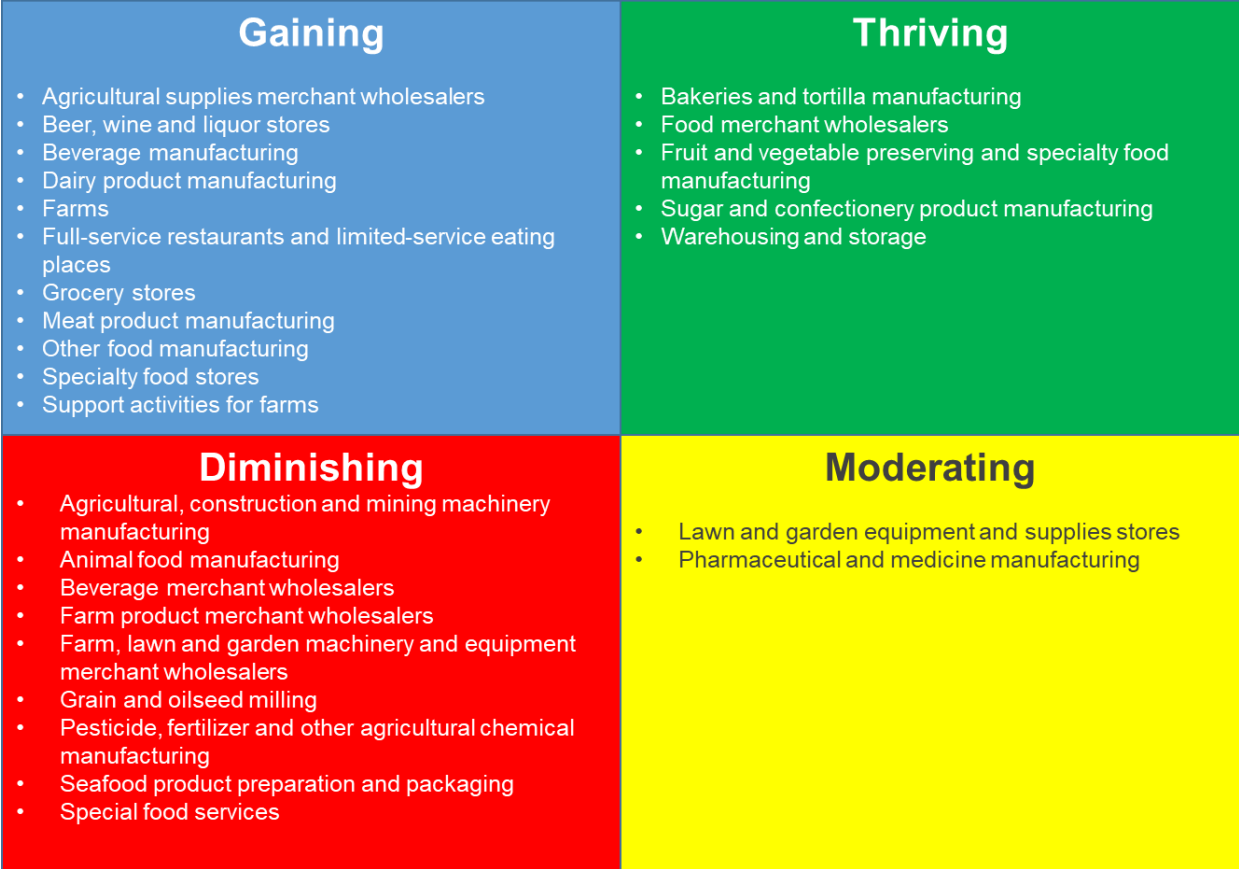 Gaining
• Agricultural supplies merchant wholesalers
• Beer, wine and liquor stores
• Beverage manufacturing
• Dairy product manufacturing
• Farms
• Full-service restaurants and limited-service eating
places
• Grocery stores
• Meat product manufacturing
• Other food manufacturing
• Specialty food stores
• Support activities for farms
Thriving
• Bakeries and tortilla manufacturing
• Food merchant wholesalers
• Fruit and vegetable preserving and specialty food
manufacturing
• Sugar and confectionery product manufacturing
• Warehousing and storage
Diminishing
• Agricultural, construction and mining machinery
manufacturing
• Animal food manufacturing
• Beverage merchant wholesalers
• Farm product merchant wholesalers
• Farm, lawn and garden machinery and equipment
merchant wholesalers
• Grain and oilseed milling
• Pesticide, fertilizer and other agricultural chemical
manufacturing
• Seafood product preparation and packaging
• Special food services
Moderating
• Lawn and garden equipment and supplies stores
• Pharmaceutical and medicine manufacturing